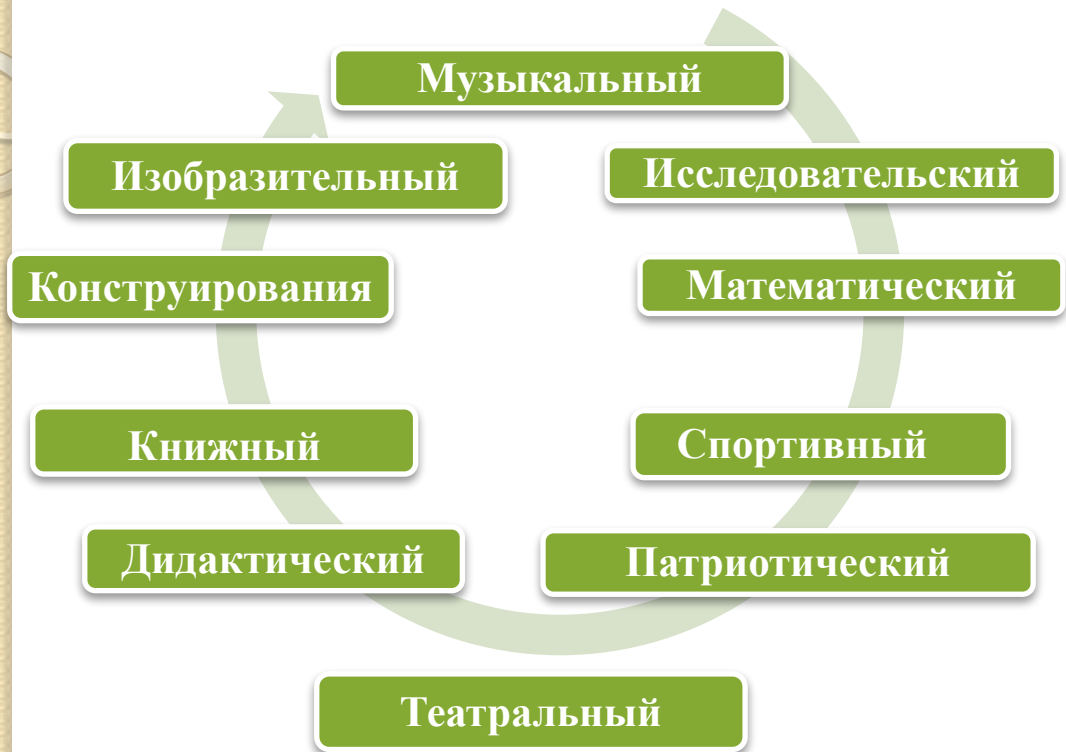 Музыкальный
Изобразительный
Исследовательский
Конструирования
Математический
Книжный
Спортивный
Дидактический
Патриотический
Театральный